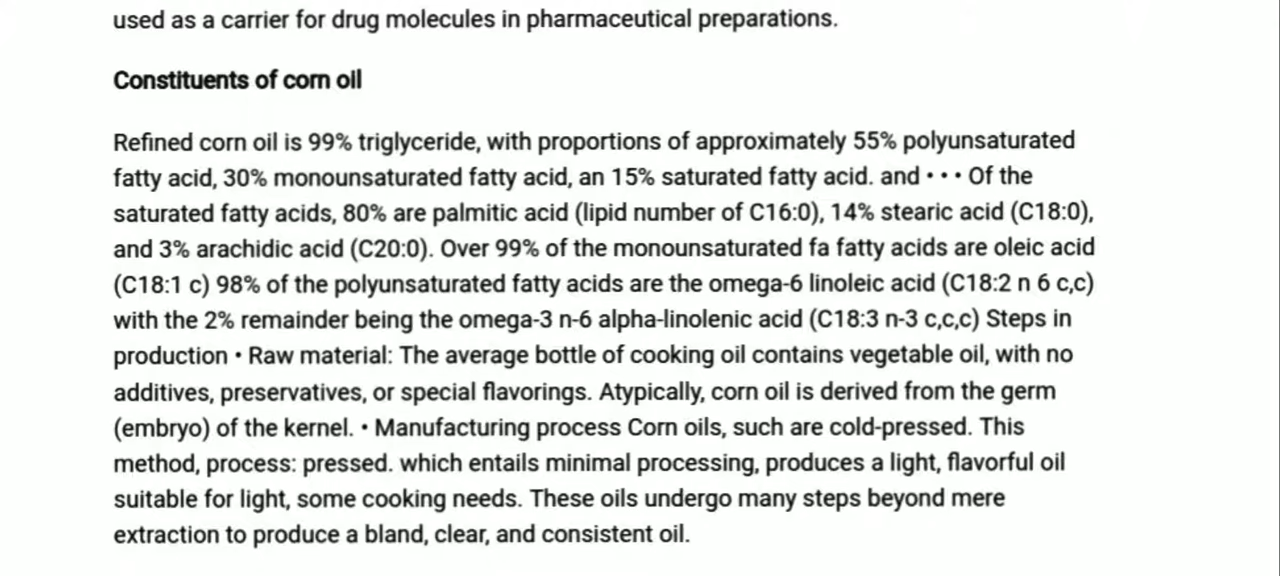 used as a carrier for drug molecules in pharmaceutical preparations.
Constituents of corn oil
Refined corn oil is 99% triglyceride, with proportions of approximately 55% polyunsaturated
fatty acid, 30% monounsaturated fatty acid, an 15% saturated fatty acid. and • • • Of the
saturated fatty acids, 80% are palmitic acid (lipid number of C16:0), 14% stearic acid (C18:0),
and 3% arachidic acid (C20:0). Over 99% of the monounsaturated fa fatty acids are oleic acid
(C18:1 c) 98% of the polyunsaturated fatty acids are the omega-6 linoleic acid (C18:2 n 6 c,c)
with the 2% remainder being the omega-3 n-6 alpha-linolenic acid (C18:3 n-3 c,c,c) Steps in
production • Raw material: The average bottle of cooking oil contains vegetable oil, with no
additives, preservatives, or special flavorings. Atypically, corn oil is derived from the germ
(embryo) of the kernel. • Manufacturing process Corn oils, such are cold-pressed. This
method, process: pressed. which entails minimal processing, produces a light, flavorful oil
suitable for light, some cooking needs. These oils undergo many steps beyond mere
extraction to produce a bland, clear, and consistent oil.